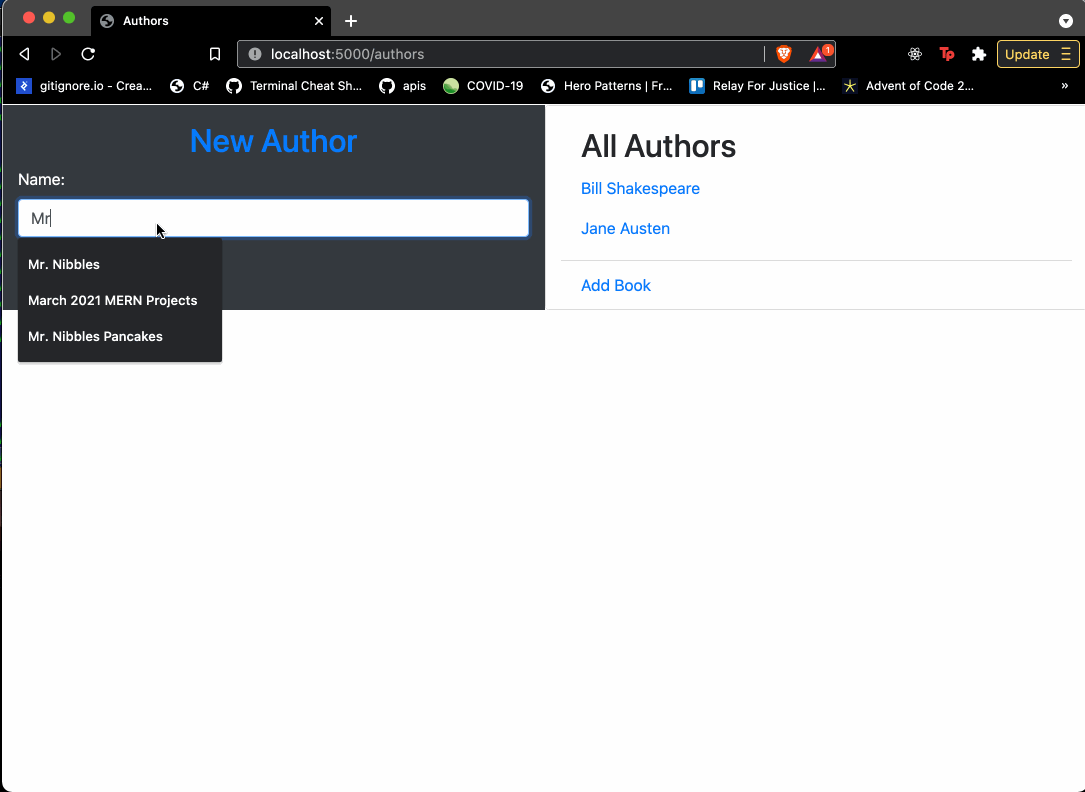 Authors
localhost:5000/authors
1
Tp
Update
gitignore.io - Crea...
C#
Terminal Cheat Sh...
apis
COVID-19
Hero Patterns | Fr...
Relay For Justice |...
Advent of Code 2...
»
New Author
Name:
Mr
Mr. Nibbles
March 2021 MERN Projects
Mr. Nibbles Pancakes
All Authors
Bill Shakespeare
Jane Austen
Add Book